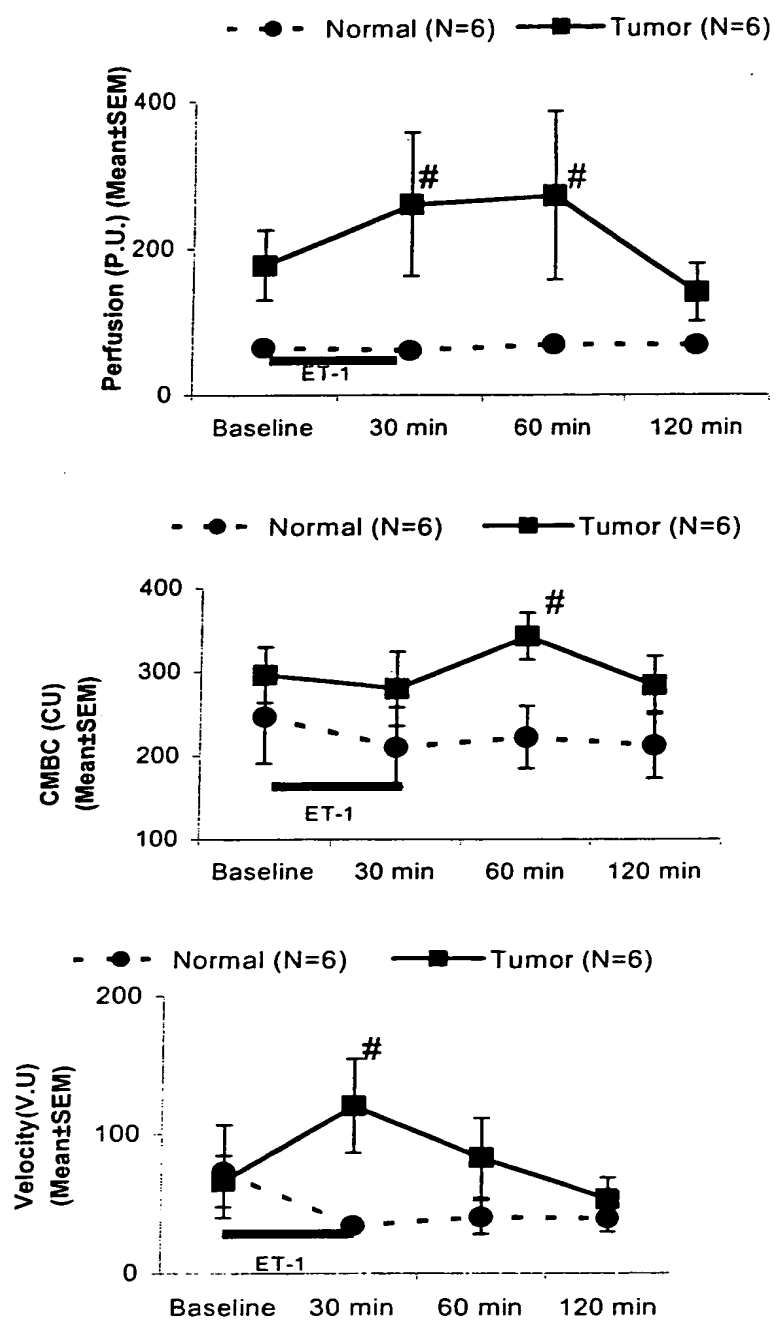 Normal (N=6) Tumor (N=6)
Perfusion (P.U.) (Mean±SEM)
400
#
#
200
ET-1
0
Baseline 30 min 60 min 120 min
Normal (N=6) Tumor (N=6)
CMBC (CU)
(Mean±SEM)
400
#
300
200
ET-1
100
Baseline 30 min 60 min 120 min
Normal (N=6) Tumor (N=6)
Velocity(V.U)
(Mean±SEM)
200
#
100
ET-1
0
Baseline 30 min 60 min 120 min